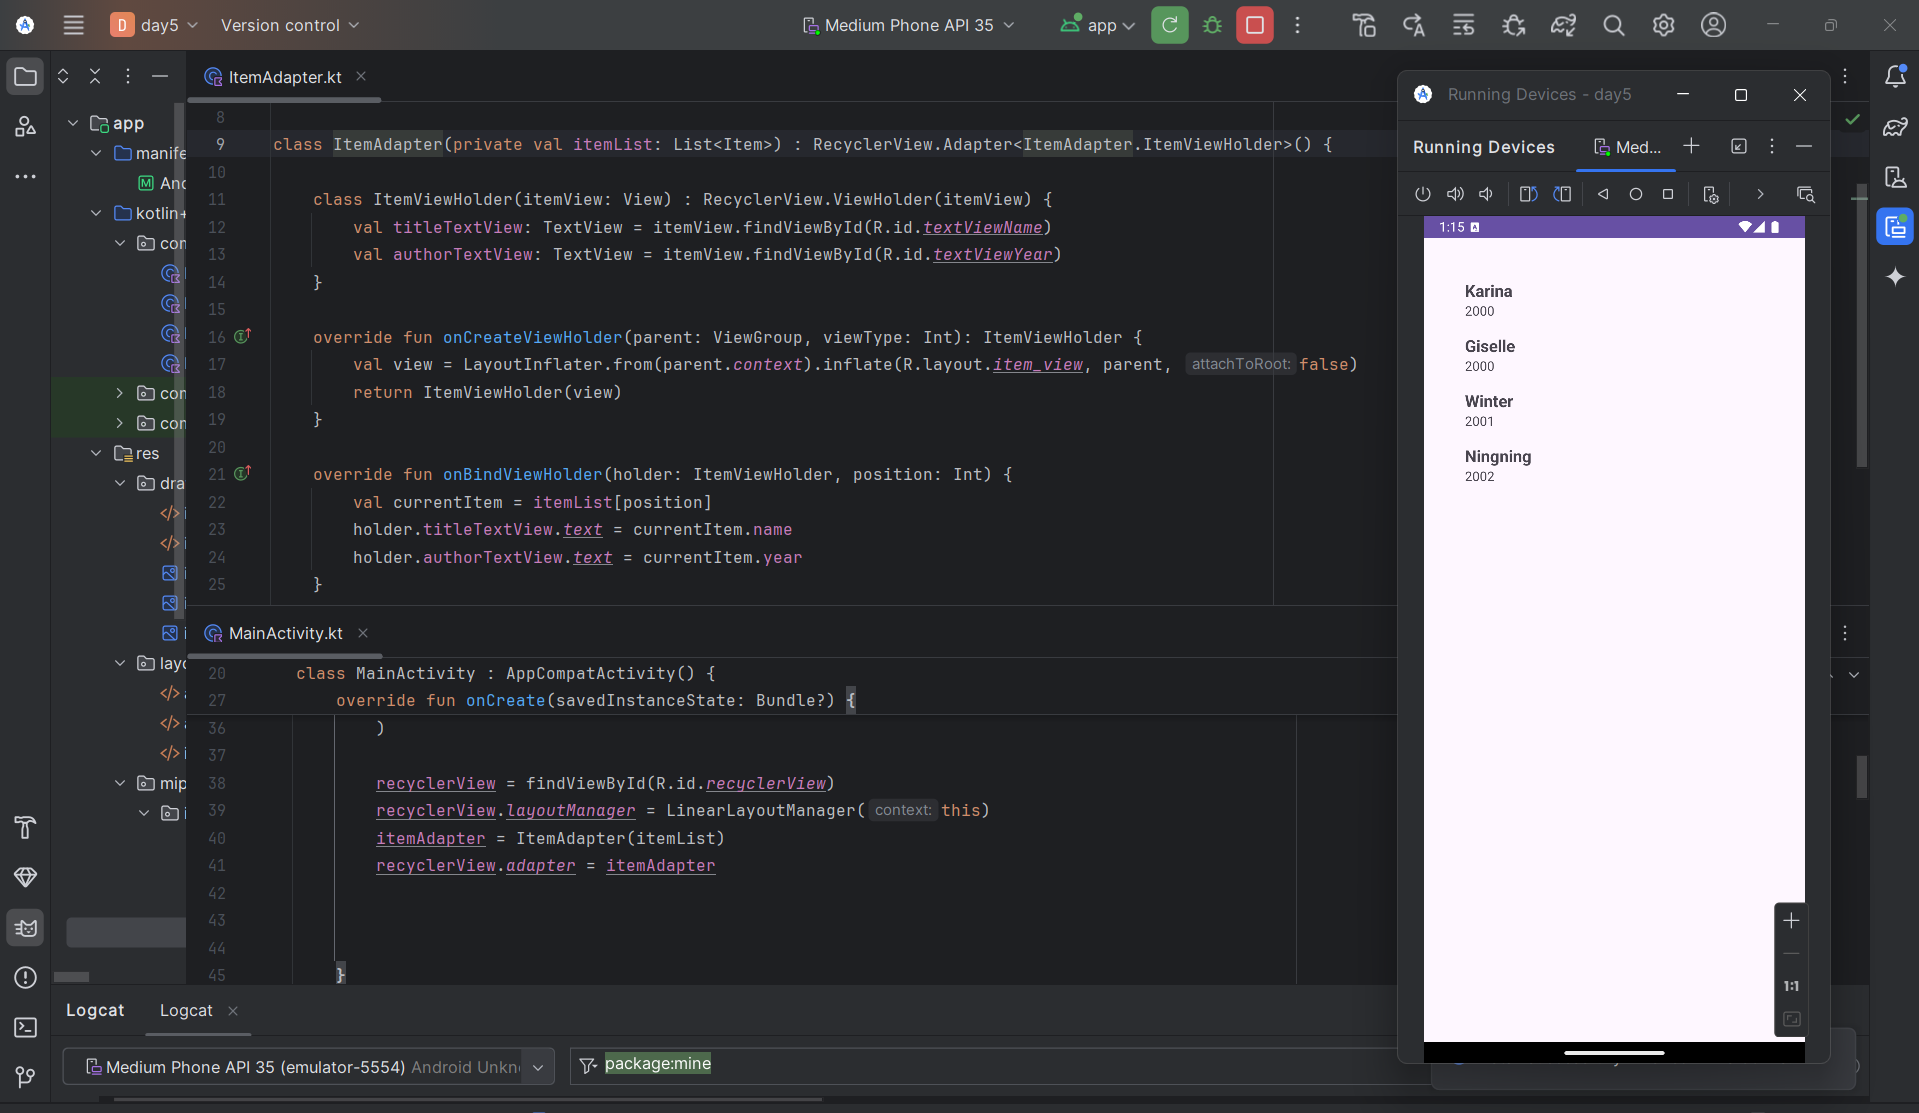 D day5 Version control Medium Phone API 35 app
ItemAdapter.kt
app
manife
M And
kotlin+
com
com
com
res
dra
layo
mip
8
9 class ItemAdapter(private val itemList: List<Item>) : RecyclerView.Adapter<ItemAdapter.ItemViewHolder>() {
10
11 class ItemViewHolder(itemView: View) : RecyclerView.ViewHolder(itemView) {
12 val titleTextView: TextView = itemView.findViewById(R.id.textViewName)
13 val authorTextView: TextView = itemView.findViewById(R.id.textViewYear)
14 }
15
16 override fun onCreateViewHolder(parent: ViewGroup, viewType: Int): ItemViewHolder {
17 val view = LayoutInflater.from(parent.context).inflate(R.layout.item_view, parent, attachToRoot: false)
18 return ItemViewHolder(view)
19 }
20
21 override fun onBindViewHolder(holder: ItemViewHolder, position: Int) {
22 val currentItem = itemList[position]
23 holder.titleTextView.text = currentItem.name
24 holder.authorTextView.text = currentItem.year
25 }
MainActivity.kt
20 class MainActivity : AppCompatActivity() {
27 override fun onCreate(savedInstanceState: Bundle?) {
36 )
37
38 recyclerView = findViewById(R.id.recyclerView)
39 recyclerView.layoutManager = LinearLayoutManager( context: this)
40 itemAdapter = ItemAdapter(itemList)
41 recyclerView.adapter = itemAdapter
42
43
44
45 }
Logcat Logcat
Medium Phone API 35 (emulator-5554) Android Unkn
package:mine
Running Devices - day5
Running Devices Med...
1:15
Karina
2000
Giselle
2000
Winter
2001
Ningning
2002
1:1